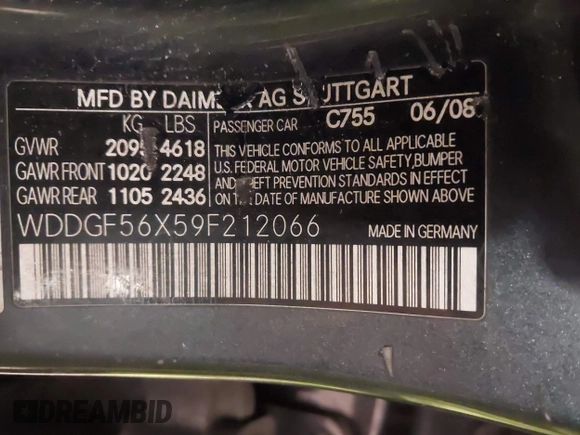 MFD BY DAIMLER AG STUTTGART
KG LBS PASSENGER CAR C755 06/08
GVWR 4618
GAWR FRONT 1020 2248
GAWR REAR 1105 2436
THIS VEHICLE CONFORMS TO ALL APPLICABLE
U.S. FEDERAL MOTOR VEHICLE SAFETY, BUMPER
AND THEFT PREVENTION STANDARDS IN EFFECT
ON DATE OF MANUFACTURE SHOWN ABOVE
WDDGF56X59F212066 MADE IN GERMANY
DREAMBID